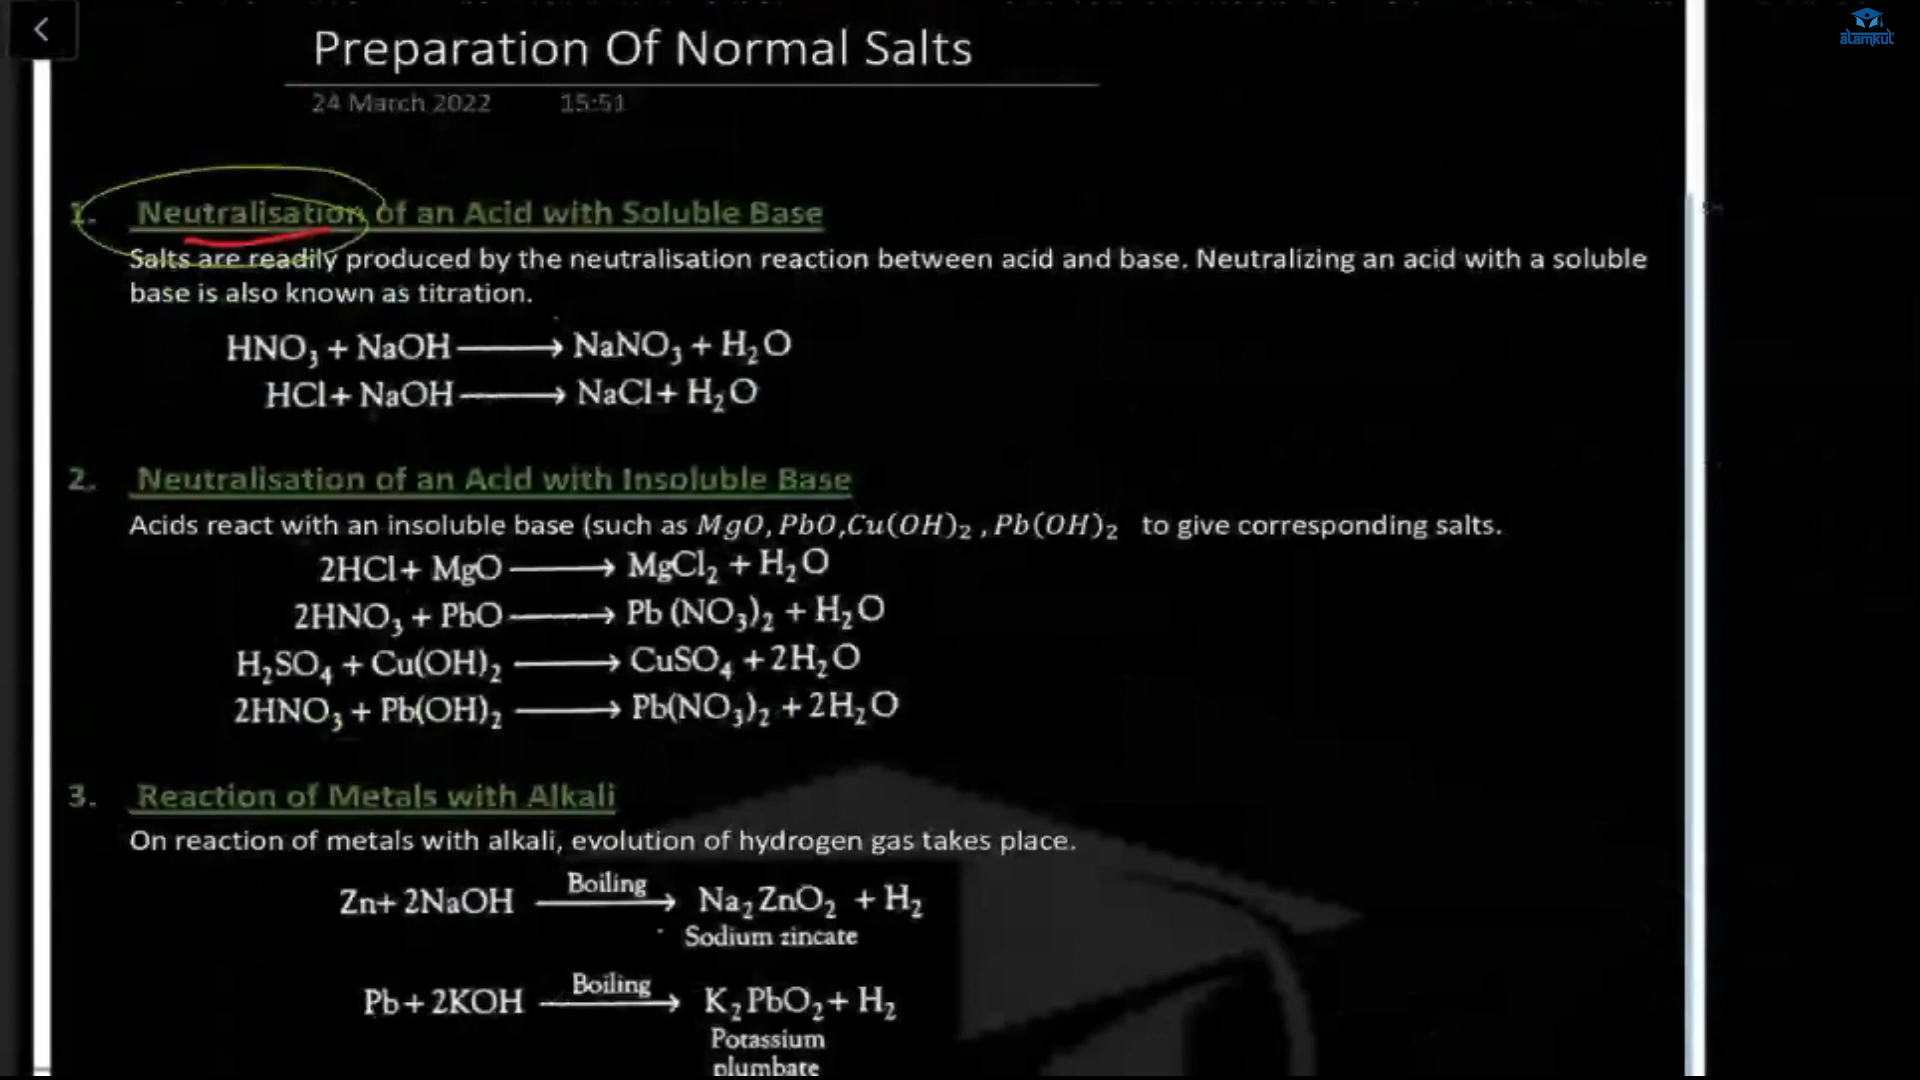 alamkul
Preparation Of Normal Salts
24 March 2022 15:51
1. Neutralisation of an Acid with Soluble Base
Salts are readily produced by the neutralisation reaction between acid and base. Neutralizing an acid with a soluble
base is also known as titration.
HNO₃ + NaOH ⟶ NaNO₃ + H₂O
HCl + NaOH ⟶ NaCl + H₂O
2. Neutralisation of an Acid with Insoluble Base
Acids react with an insoluble base (such as MgO, PbO,Cu(OH)₂ , Pb(OH)₂ to give corresponding salts.
2HCl + MgO ⟶ MgCl₂ + H₂O
2HNO₃ + PbO ⟶ Pb (NO₃)₂ + H₂O
H₂SO₄ + Cu(OH)₂ ⟶ CuSO₄ + 2H₂O
2HNO₃ + Pb(OH)₂ ⟶ Pb(NO₃)₂ + 2H₂O
3. Reaction of Metals with Alkali
On reaction of metals with alkali, evolution of hydrogen gas takes place.
Boiling
Zn + 2NaOH ⟶ Na₂ZnO₂ + H₂
Sodium zincate
Boiling
Pb + 2KOH ⟶ K₂PbO₂ + H₂
Potassium
plumbate